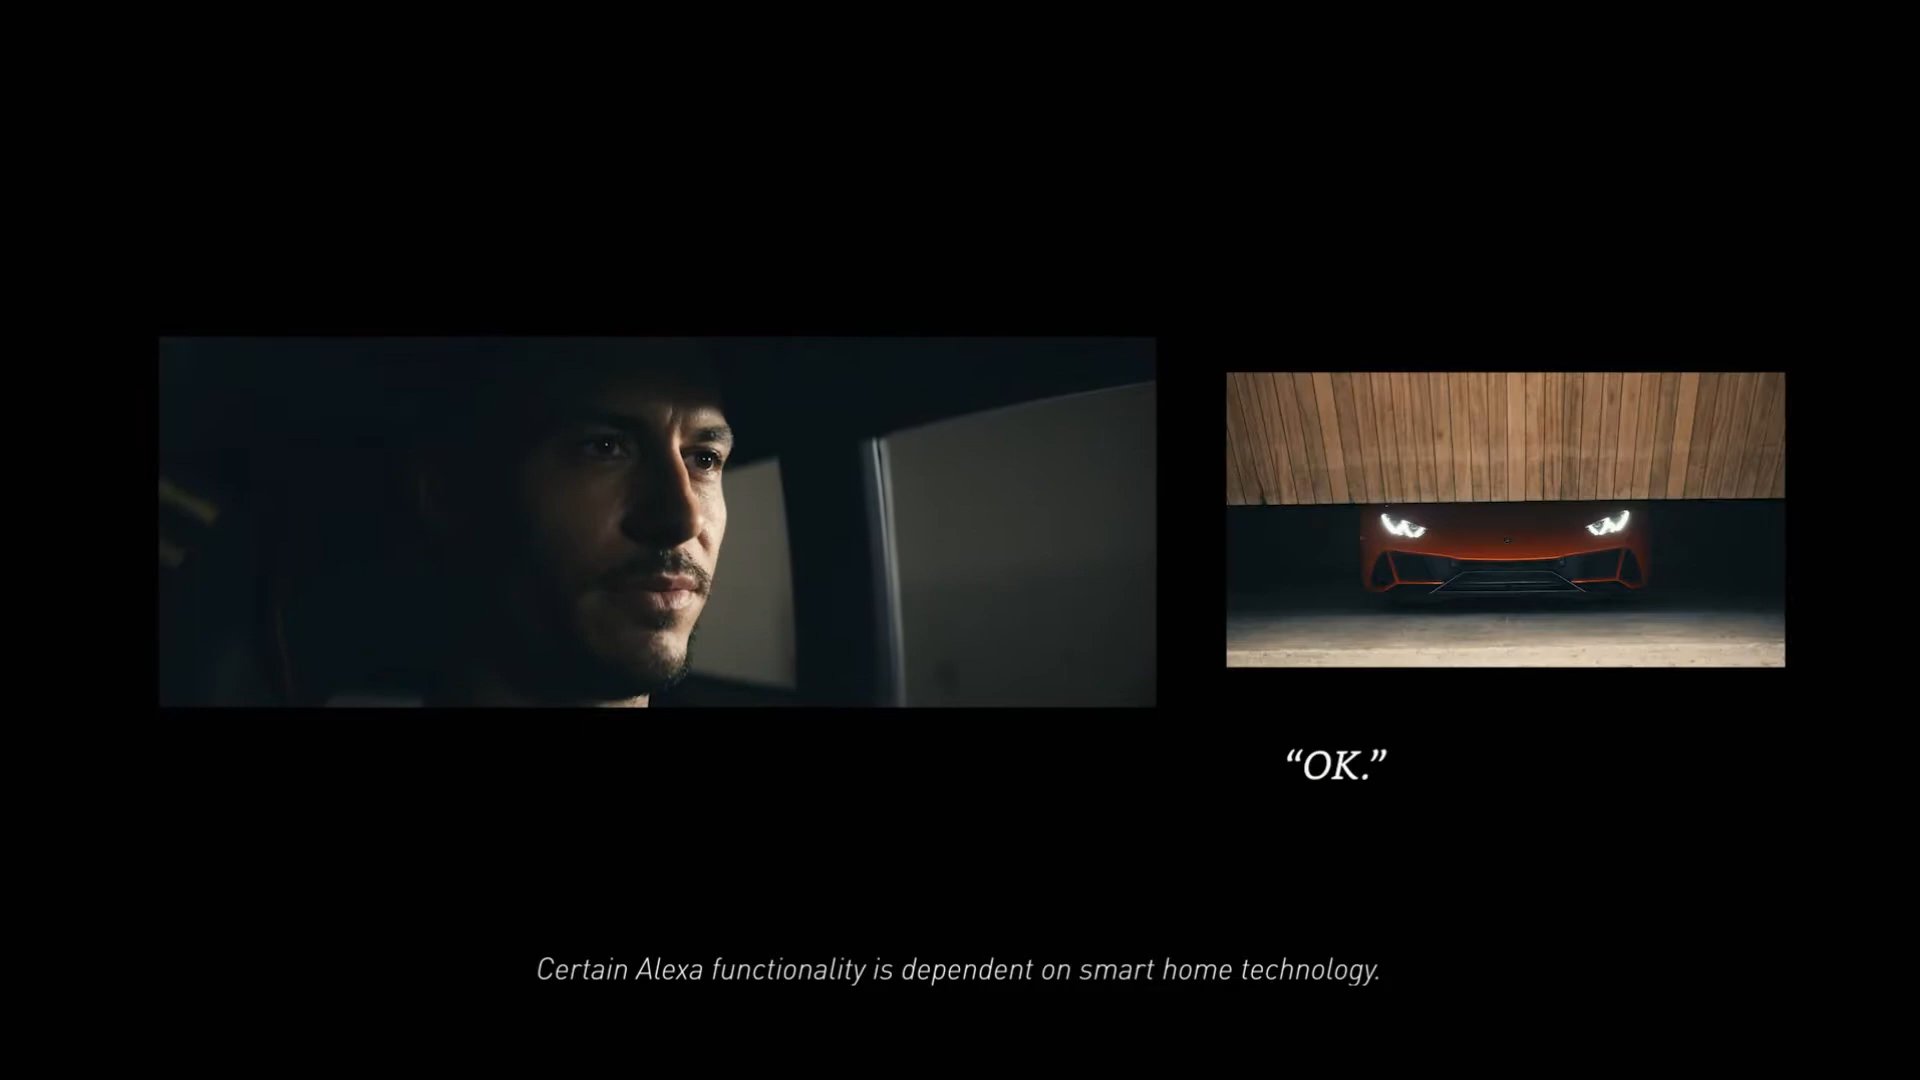 “OK.”
Certain Alexa functionality is dependent on smart home technology.